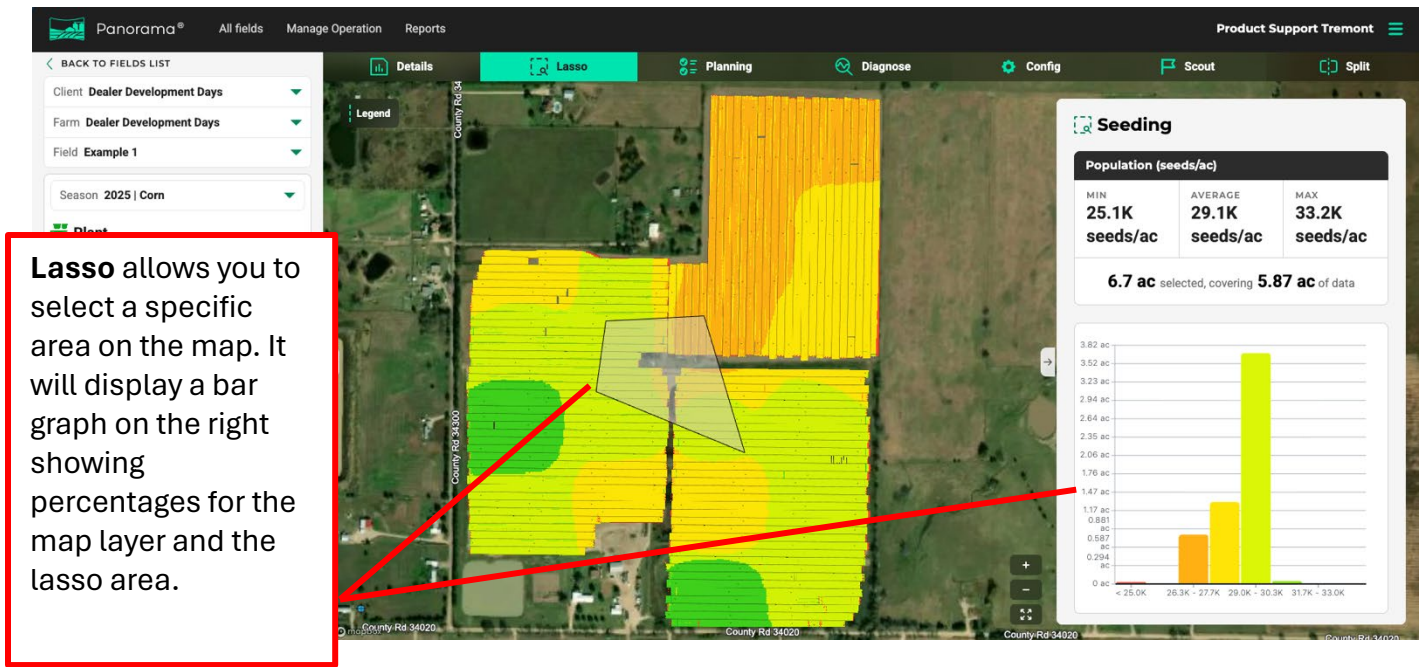 Panorama®
All fields
Manage Operation
Reports
Product Support Tremont
BACK TO FIELDS LIST
Details
Lasso
Planning
Diagnose
Config
Scout
Split
Client Dealer Development Days
Farm Dealer Development Days
Field Example 1
Season 2025 | Corn
Plant
Lasso allows you to
select a specific
area on the map. It
will display a bar
graph on the right
showing
percentages for the
map layer and the
lasso area.
Legend
County Rd 34
County Rd 34300
mapbox
County Rd 34020
County Rd 34020
County Rd 34020
County Rd 34020
+
−
Seeding
Population (seeds/ac)
MIN
25.1K
seeds/ac
AVERAGE
29.1K
seeds/ac
MAX
33.2K
seeds/ac
6.7 ac selected, covering 5.87 ac of data
3.82 ac
3.52 ac
3.23 ac
2.94 ac
2.64 ac
2.35 ac
2.06 ac
1.76 ac
1.47 ac
1.17 ac
0.881
ac
0.587
ac
0.294
ac
0 ac
< 25.0K
26.3K - 27.7K
29.0K - 30.3K
31.7K - 33.0K